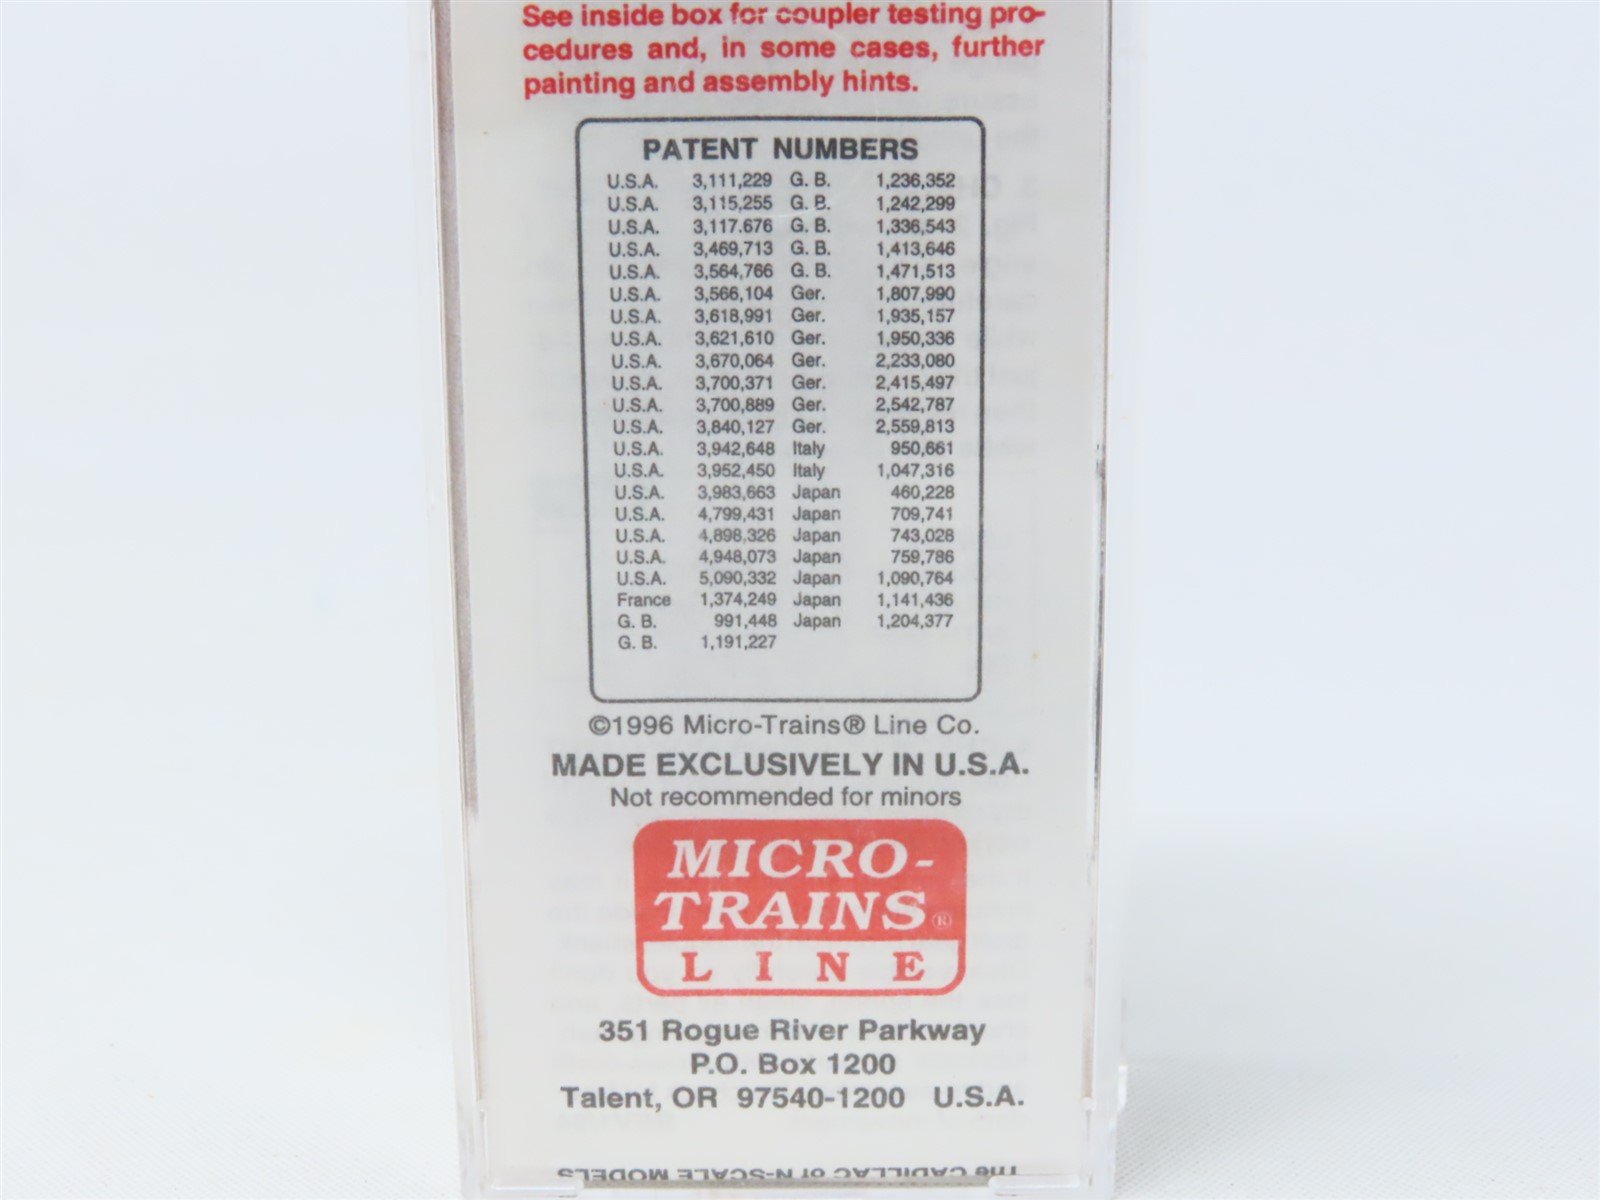 See inside box for coupler testing pro-
cedures and, in some cases, further
painting and assembly hints.
PATENT NUMBERS
U.S.A. 3,111,229 G. B. 1,236,352
U.S.A. 3,115,255 G. B. 1,242,299
U.S.A. 3,117.676 G. B. 1,336,543
U.S.A. 3,469,713 G. B. 1,413,646
U.S.A. 3,564,766 G. B. 1,471,513
U.S.A. 3,566,104 Ger. 1,807,990
U.S.A. 3,618,991 Ger. 1,935,157
U.S.A. 3,621,610 Ger. 1,950,336
U.S.A. 3,670,064 Ger. 2,233,080
U.S.A. 3,700,371 Ger. 2,415,497
U.S.A. 3,700,889 Ger. 2,542,787
U.S.A. 3,840,127 Ger. 2,559,813
U.S.A. 3,942,648 Italy 950,661
U.S.A. 3,952,450 Italy 1,047,316
U.S.A. 3,983,663 Japan 460,228
U.S.A. 4,799,431 Japan 709,741
U.S.A. 4,898,326 Japan 743,028
U.S.A. 4,948,073 Japan 759,786
U.S.A. 5,090,332 Japan 1,090,764
France 1,374,249 Japan 1,141,436
G. B. 991,448 Japan 1,204,377
G. B. 1,191,227
©1996 Micro-Trains® Line Co.
MADE EXCLUSIVELY IN U.S.A.
Not recommended for minors
MICRO-
TRAINS®
LINE
351 Rogue River Parkway
P.O. Box 1200
Talent, OR 97540-1200 U.S.A.
The CADILLAC of N-SCALE MODELS